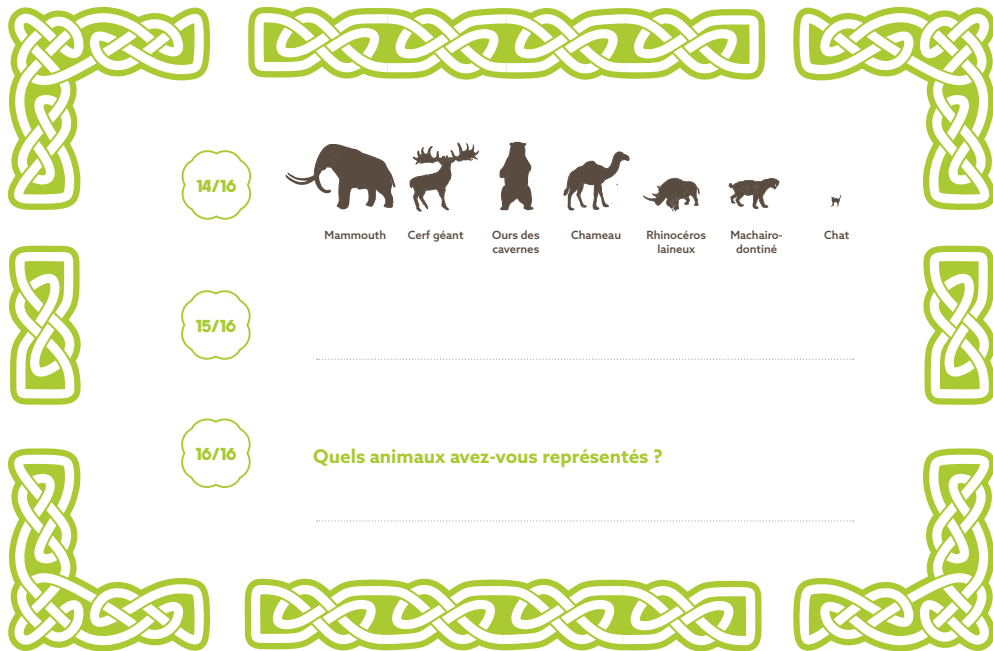 14/16
Mammouth Cerf géant Ours des Chameau Rhinocéros Machairo- Chat
cavernes laineux dontiné
15/16
16/16 Quels animaux avez-vous représentés ?